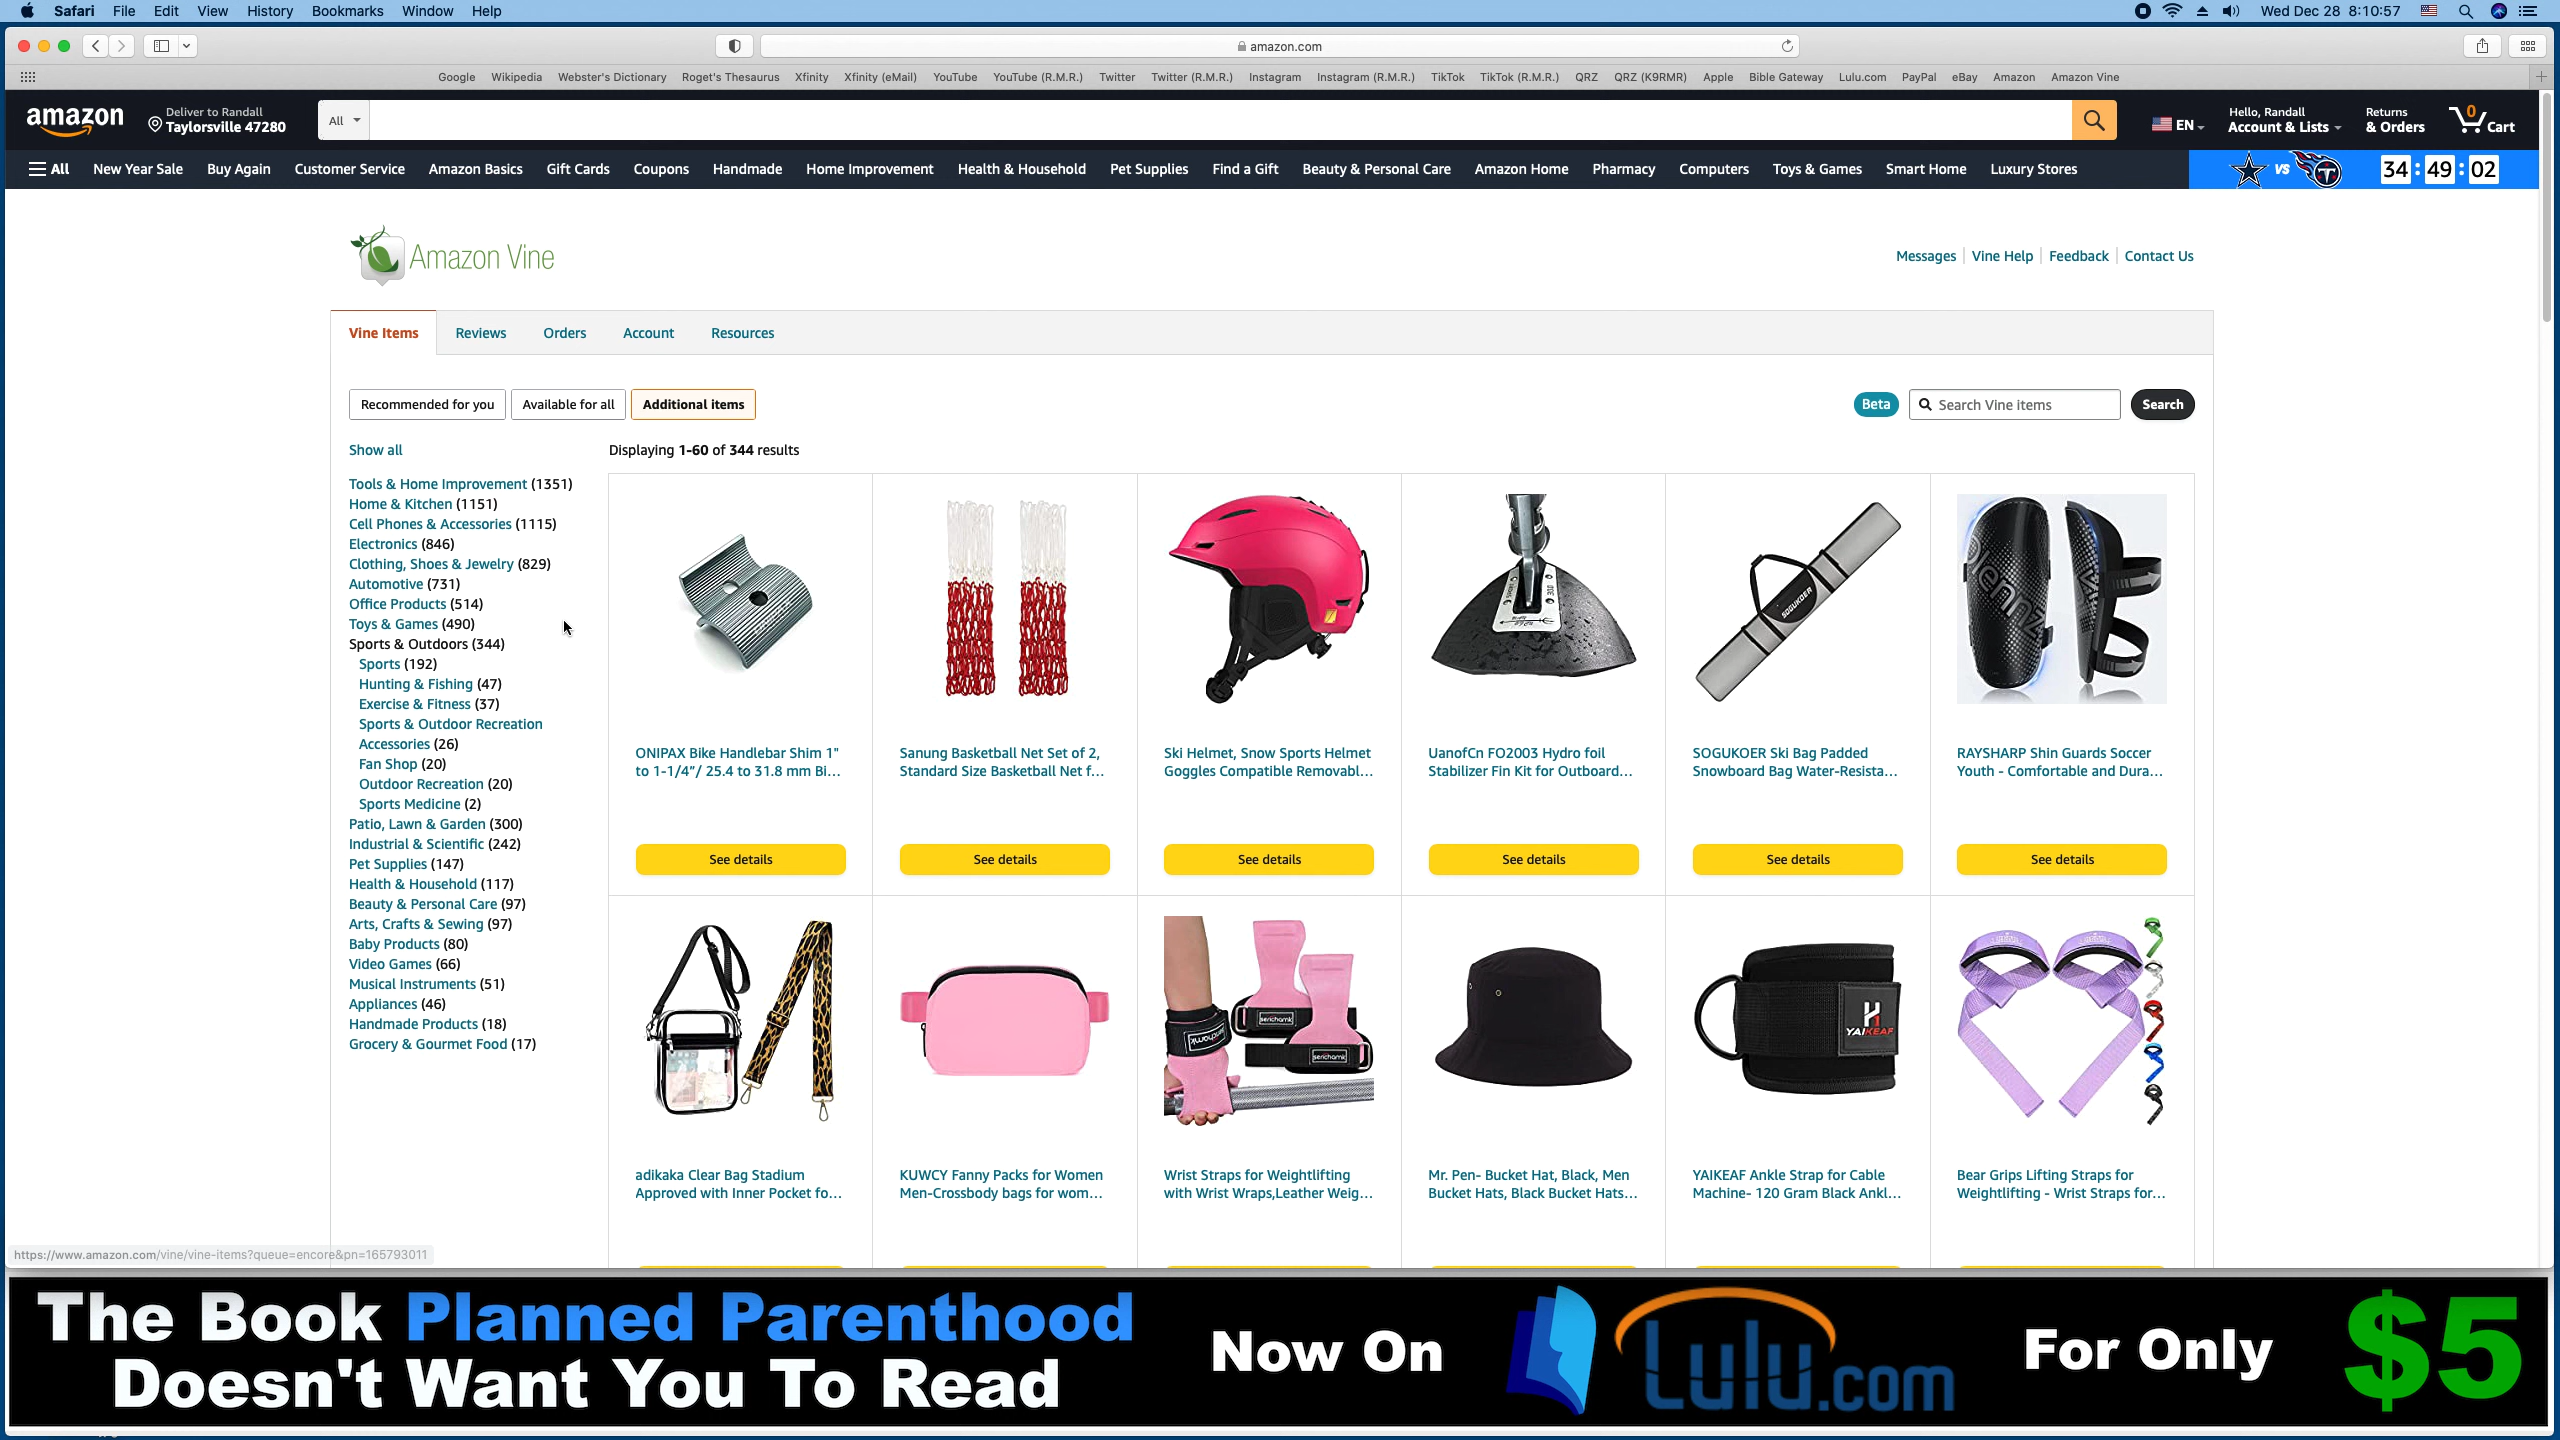 Safari File Edit View History Bookmarks Window Help
Wed Dec 28 8:10:57
amazon.com
Google Wikipedia Webster's Dictionary Roget's Thesaurus Xfinity Xfinity (eMail) YouTube YouTube (R.M.R.) Twitter Twitter (R.M.R.) Instagram Instagram (R.M.R.) TikTok TikTok (R.M.R.) QRZ QRZ (K9RMR) Apple Bible Gateway Lulu.com PayPal eBay Amazon Amazon Vine
amazon
Deliver to Randall
Taylorsville 47280
All
EN
Hello, Randall
Account & Lists
Returns
& Orders
0
Cart
All New Year Sale Buy Again Customer Service Amazon Basics Gift Cards Coupons Handmade Home Improvement Health & Household Pet Supplies Find a Gift Beauty & Personal Care Amazon Home Pharmacy Computers Toys & Games Smart Home Luxury Stores
VS
T
34:49:02
Amazon Vine
Messages Vine Help Feedback Contact Us
Vine Items Reviews Orders Account Resources
Recommended for you Available for all Additional items
Beta Search Vine items Search
Show all
Displaying 1-60 of 344 results
Tools & Home Improvement (1351)
Home & Kitchen (1151)
Cell Phones & Accessories (1115)
Electronics (846)
Clothing, Shoes & Jewelry (829)
Automotive (731)
Office Products (514)
Toys & Games (490)
Sports & Outdoors (344)
Sports (192)
Hunting & Fishing (47)
Exercise & Fitness (37)
Sports & Outdoor Recreation
Accessories (26)
Fan Shop (20)
Outdoor Recreation (20)
Sports Medicine (2)
Patio, Lawn & Garden (300)
Industrial & Scientific (242)
Pet Supplies (147)
Health & Household (117)
Beauty & Personal Care (97)
Arts, Crafts & Sewing (97)
Baby Products (80)
Video Games (66)
Musical Instruments (51)
Appliances (46)
Handmade Products (18)
Grocery & Gourmet Food (17)
SOGUKOER
ONIPAX Bike Handlebar Shim 1"
to 1-1/4"/ 25.4 to 31.8 mm Bi...
See details
Sanung Basketball Net Set of 2,
Standard Size Basketball Net f...
See details
Ski Helmet, Snow Sports Helmet
Goggles Compatible Removabl...
See details
UanofCn FO2003 Hydro foil
Stabilizer Fin Kit for Outboard...
See details
SOGUKOER Ski Bag Padded
Snowboard Bag Water-Resista...
See details
RAYSHARP Shin Guards Soccer
Youth - Comfortable and Dura...
See details
serichamk
serichamk
YAIKEAF
adikaka Clear Bag Stadium
Approved with Inner Pocket fo...
KUWCY Fanny Packs for Women
Men-Crossbody bags for wom...
Wrist Straps for Weightlifting
with Wrist Wraps,Leather Weig...
Mr. Pen- Bucket Hat, Black, Men
Bucket Hats, Black Bucket Hats...
YAIKEAF Ankle Strap for Cable
Machine- 120 Gram Black Ankl...
Bear Grips Lifting Straps for
Weightlifting - Wrist Straps for...
https://www.amazon.com/vine/vine-items?queue=encore&pn=165793011
The Book Planned Parenthood
Doesn't Want You To Read
Now On
Lulu.com
For Only
$5